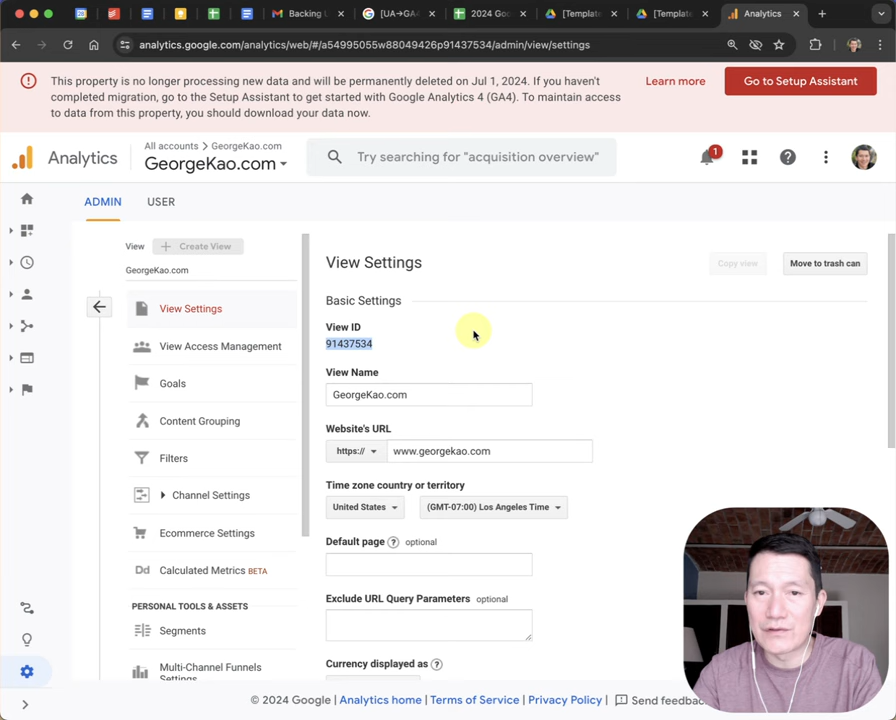 Backing U
[UA→GA4
2024 Goo
[Template
[Template
Analytics
analytics.google.com/analytics/web/#/a54995055w88049426p91437534/admin/view/settings
This property is no longer processing new data and will be permanently deleted on Jul 1, 2024. If you haven't
completed migration, go to the Setup Assistant to get started with Google Analytics 4 (GA4). To maintain access
to data from this property, you should download your data now.
Learn more
Go to Setup Assistant
Analytics
All accounts > GeorgeKao.com
GeorgeKao.com
Try searching for "acquisition overview"
1
ADMIN
USER
View
+ Create View
GeorgeKao.com
View Settings
View Access Management
Goals
Content Grouping
Filters
Channel Settings
Ecommerce Settings
Dd
Calculated Metrics BETA
PERSONAL TOOLS & ASSETS
Segments
Multi-Channel Funnels
Settings
View Settings
Copy view
Move to trash can
Basic Settings
View ID
91437534
View Name
GeorgeKao.com
Website's URL
https://
www.georgekao.com
Time zone country or territory
United States
(GMT-07:00) Los Angeles Time
Default page ? optional
Exclude URL Query Parameters optional
Currency displayed as ?
© 2024 Google | Analytics home | Terms of Service | Privacy Policy | Send feedbac